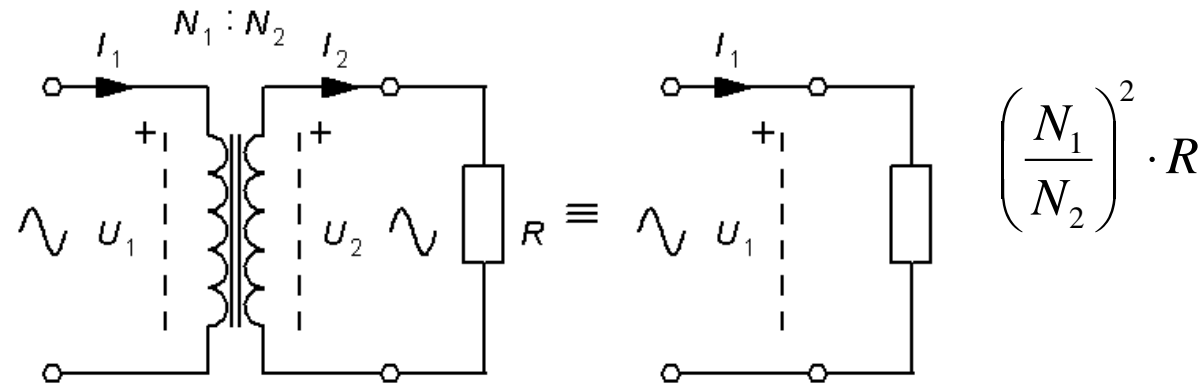 N₁ : N₂
I₁ I₂
+ +
U₁ U₂ R
≡
I₁
+
U₁
(N₁/N₂)² · R